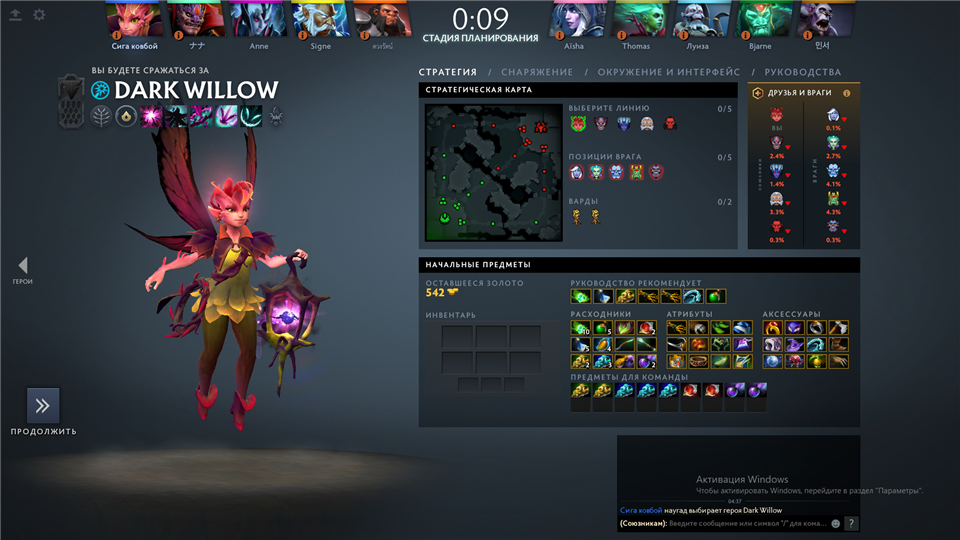 0:09
СТАДИЯ ПЛАНИРОВАНИЯ
Сига ковбой
ナナ
Anne
Signe
Aisha
Thomas
Луиза
Bjarne
민서
ВЫ БУДЕТЕ СРАЖАТЬСЯ ЗА
DARK WILLOW
СТРАТЕГИЯ / СНАРЯЖЕНИЕ / ОКРУЖЕНИЕ И ИНТЕРФЕЙС / РУКОВОДСТВА
СТРАТЕГИЧЕСКАЯ КАРТА
ВЫБЕРИТЕ ЛИНИЮ 0/5
ПОЗИЦИИ ВРАГА 0/5
ВАРДЫ 0/2
ДРУЗЬЯ И ВРАГИ
ВЫ 0.1%
2.4% 2.7%
1.4% 4.1%
3.3% 4.3%
0.3% 0.3%
СОЮЗНИКИ
ВРАГИ
ГЕРОИ
НАЧАЛЬНЫЕ ПРЕДМЕТЫ
ОСТАВШЕЕСЯ ЗОЛОТО
542
ИНВЕНТАРЬ
РУКОВОДСТВО РЕКОМЕНДУЕТ
РАСХОДНИКИ
АТРИБУТЫ
АКСЕССУАРЫ
ПРЕДМЕТЫ ДЛЯ КОМАНДЫ
ПРОДОЛЖИТЬ
Активация Windows
Чтобы активировать Windows, перейдите в раздел "Параметры".
04:37
Сига ковбой наугад выбирает героя Dark Willow
(Союзникам): Введите сообщение или символ "/" для кома...
?